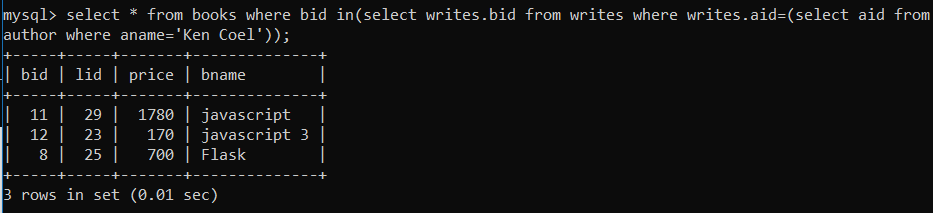 mysql> select * from books where bid in(select writes.bid from writes where writes.aid=(select aid from
author where aname='Ken Coel'));
+-----+-----+-------+--------------+
| bid | lid | price | bname        |
+-----+-----+-------+--------------+
|  11 |  29 |  1780 | javascript   |
|  12 |  23 |   170 | javascript 3 |
|   8 |  25 |   700 | Flask        |
+-----+-----+-------+--------------+
3 rows in set (0.01 sec)